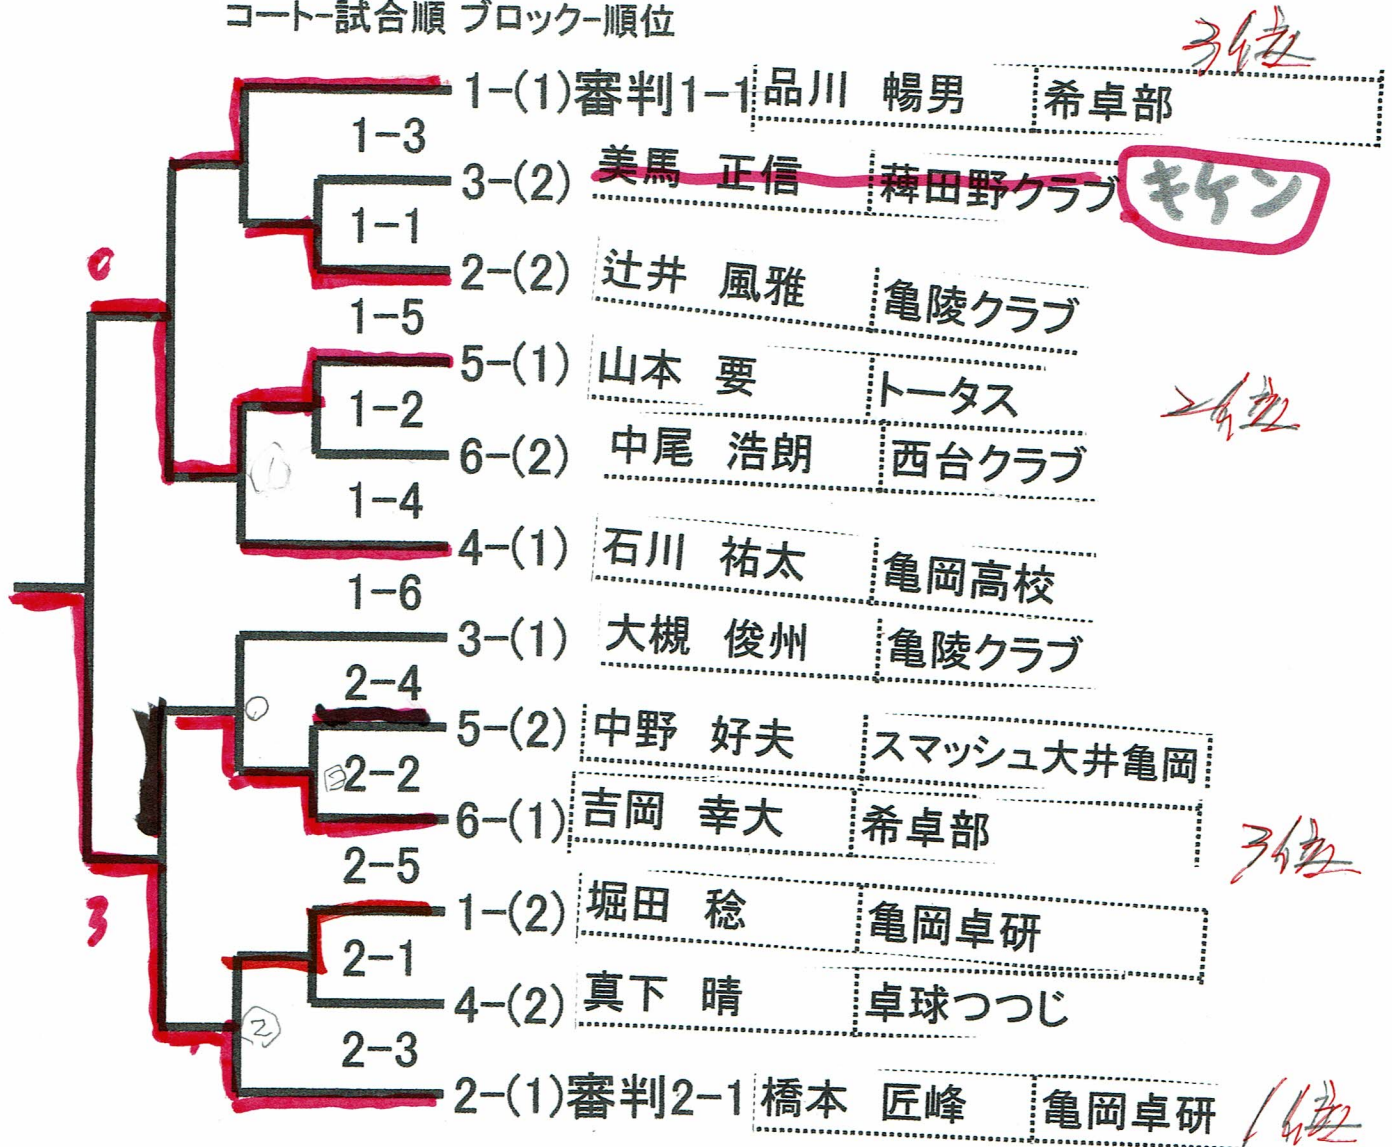 コート-試合順 ブロック-順位
3位
1-(1)審判1-1 品川 暢男 希卓部
1-3
3-(2) 美馬 正信 薭田野クラブ キケン
1-1
2-(2) 辻井 風雅 亀陵クラブ
0
1-5
5-(1) 山本 要 トータス
2位
1-2
6-(2) 中尾 浩朗 西台クラブ
1
1-4
4-(1) 石川 祐太 亀岡高校
1-6
3-(1) 大槻 俊州 亀陵クラブ
2-4
5-(2) 中野 好夫 スマッシュ大井亀岡
2-2
6-(1) 吉岡 幸大 希卓部
3位
2-5
1-(2) 堀田 稔 亀岡卓研
3
2-1
4-(2) 真下 晴 卓球つつじ
②
2-3
2-(1)審判2-1 橋本 匠峰 亀岡卓研 1位